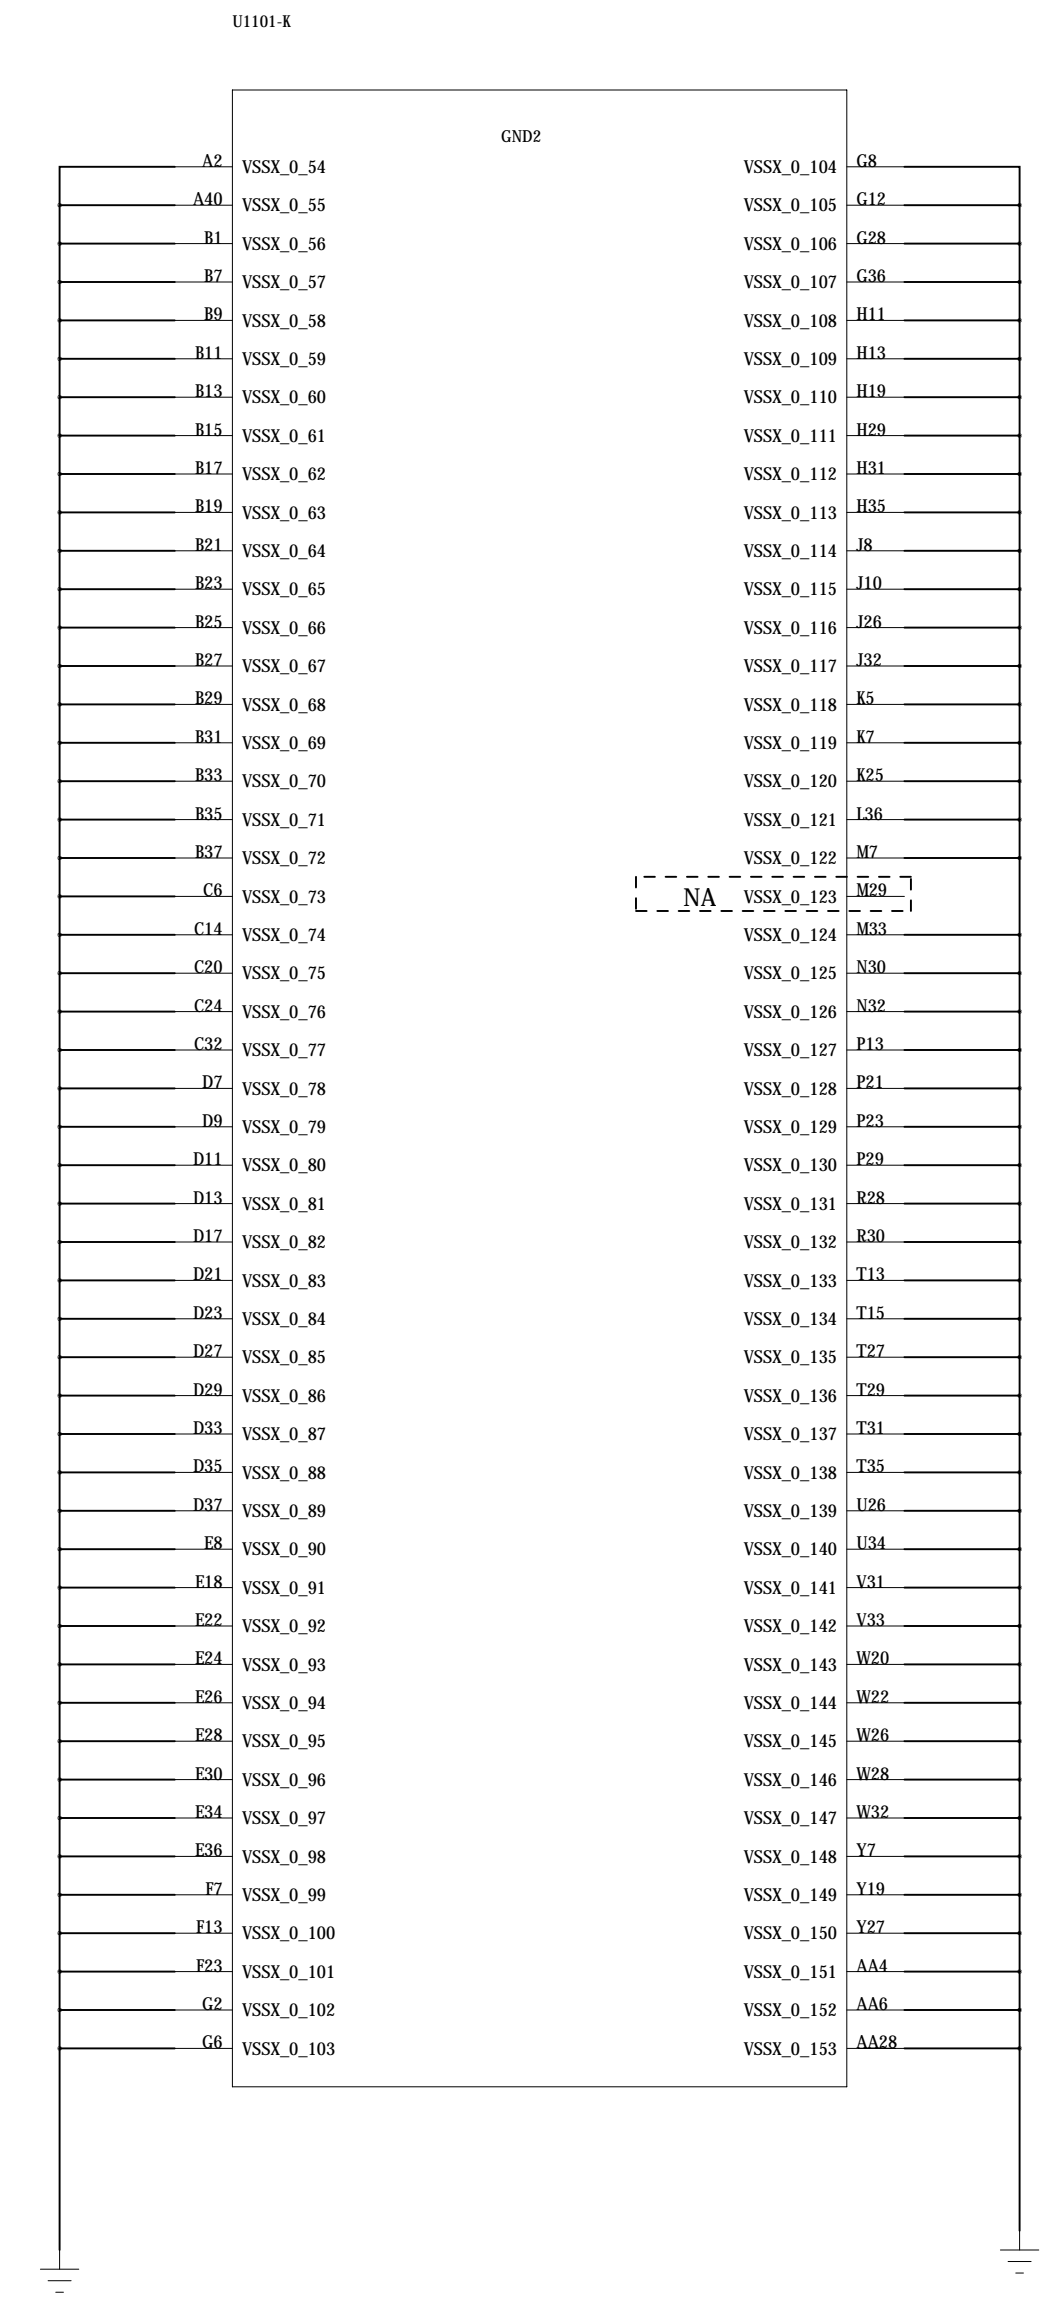 U1101-K
GND2
A2 VSSX_0_54 VSSX_0_104 G8
A40 VSSX_0_55 VSSX_0_105 G12
B1 VSSX_0_56 VSSX_0_106 G28
B7 VSSX_0_57 VSSX_0_107 G36
B9 VSSX_0_58 VSSX_0_108 H11
B11 VSSX_0_59 VSSX_0_109 H13
B13 VSSX_0_60 VSSX_0_110 H19
B15 VSSX_0_61 VSSX_0_111 H29
B17 VSSX_0_62 VSSX_0_112 H31
B19 VSSX_0_63 VSSX_0_113 H35
B21 VSSX_0_64 VSSX_0_114 J8
B23 VSSX_0_65 VSSX_0_115 J10
B25 VSSX_0_66 VSSX_0_116 J26
B27 VSSX_0_67 VSSX_0_117 J32
B29 VSSX_0_68 VSSX_0_118 K5
B31 VSSX_0_69 VSSX_0_119 K7
B33 VSSX_0_70 VSSX_0_120 K25
B35 VSSX_0_71 VSSX_0_121 L36
B37 VSSX_0_72 VSSX_0_122 M7
C6 VSSX_0_73 NA VSSX_0_123 M29
C14 VSSX_0_74 VSSX_0_124 M33
C20 VSSX_0_75 VSSX_0_125 N30
C24 VSSX_0_76 VSSX_0_126 N32
C32 VSSX_0_77 VSSX_0_127 P13
D7 VSSX_0_78 VSSX_0_128 P21
D9 VSSX_0_79 VSSX_0_129 P23
D11 VSSX_0_80 VSSX_0_130 P29
D13 VSSX_0_81 VSSX_0_131 R28
D17 VSSX_0_82 VSSX_0_132 R30
D21 VSSX_0_83 VSSX_0_133 T13
D23 VSSX_0_84 VSSX_0_134 T15
D27 VSSX_0_85 VSSX_0_135 T27
D29 VSSX_0_86 VSSX_0_136 T29
D33 VSSX_0_87 VSSX_0_137 T31
D35 VSSX_0_88 VSSX_0_138 T35
D37 VSSX_0_89 VSSX_0_139 U26
E8 VSSX_0_90 VSSX_0_140 U34
E18 VSSX_0_91 VSSX_0_141 V31
E22 VSSX_0_92 VSSX_0_142 V33
E24 VSSX_0_93 VSSX_0_143 W20
E26 VSSX_0_94 VSSX_0_144 W22
E28 VSSX_0_95 VSSX_0_145 W26
E30 VSSX_0_96 VSSX_0_146 W28
E34 VSSX_0_97 VSSX_0_147 W32
E36 VSSX_0_98 VSSX_0_148 Y7
F7 VSSX_0_99 VSSX_0_149 Y19
F13 VSSX_0_100 VSSX_0_150 Y27
F23 VSSX_0_101 VSSX_0_151 AA4
G2 VSSX_0_102 VSSX_0_152 AA6
G6 VSSX_0_103 VSSX_0_153 AA28